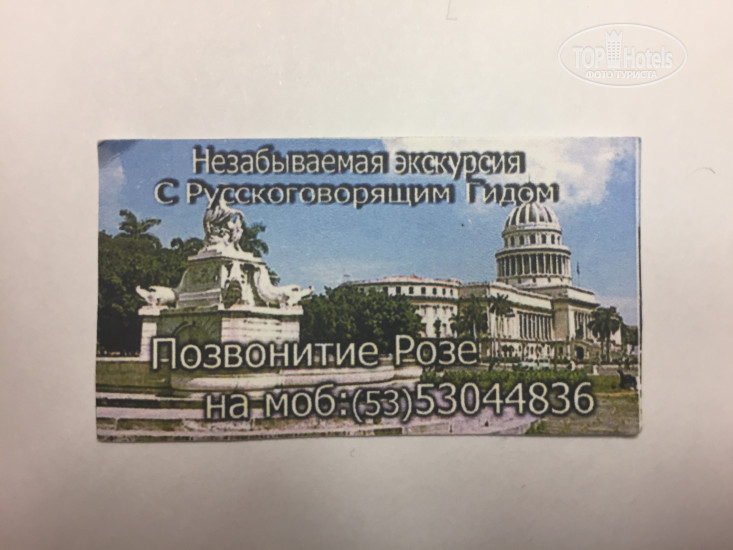 TOP Hotels
ФОТО ТУРИСТА
Незабываемая экскурсия
С Русскоговорящим Гидом
Позвонитие Розе
на моб:(53)53044836